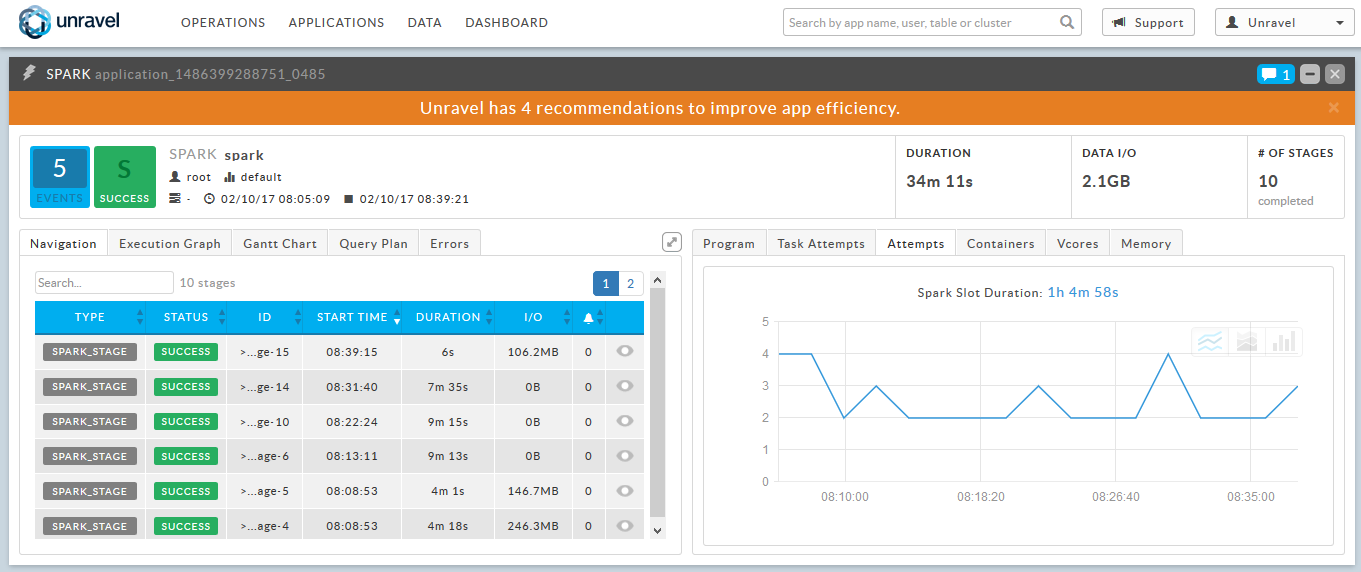 unravel OPERATIONS APPLICATIONS DATA DASHBOARD Search by app name, user, table or cluster Support Unravel
SPARK application_1486399288751_0485 1
Unravel has 4 recommendations to improve app efficiency.
5 EVENTS
S SUCCESS
SPARK spark
root default
- 02/10/17 08:05:09 02/10/17 08:39:21
DURATION
34m 11s
DATA I/O
2.1GB
# OF STAGES
10
completed
Navigation Execution Graph Gantt Chart Query Plan Errors
Search... 10 stages 1 2
TYPE STATUS ID START TIME DURATION I/O
SPARK_STAGE SUCCESS >...ge-15 08:39:15 6s 106.2MB 0
SPARK_STAGE SUCCESS >...ge-14 08:31:40 7m 35s 0B 0
SPARK_STAGE SUCCESS >...ge-10 08:22:24 9m 15s 0B 0
SPARK_STAGE SUCCESS >...age-6 08:13:11 9m 13s 0B 0
SPARK_STAGE SUCCESS >...age-5 08:08:53 4m 1s 146.7MB 0
SPARK_STAGE SUCCESS >...age-4 08:08:53 4m 18s 246.3MB 0
Program Task Attempts Attempts Containers Vcores Memory
Spark Slot Duration: 1h 4m 58s
5
4
3
2
1
0
08:10:00 08:18:20 08:26:40 08:35:00